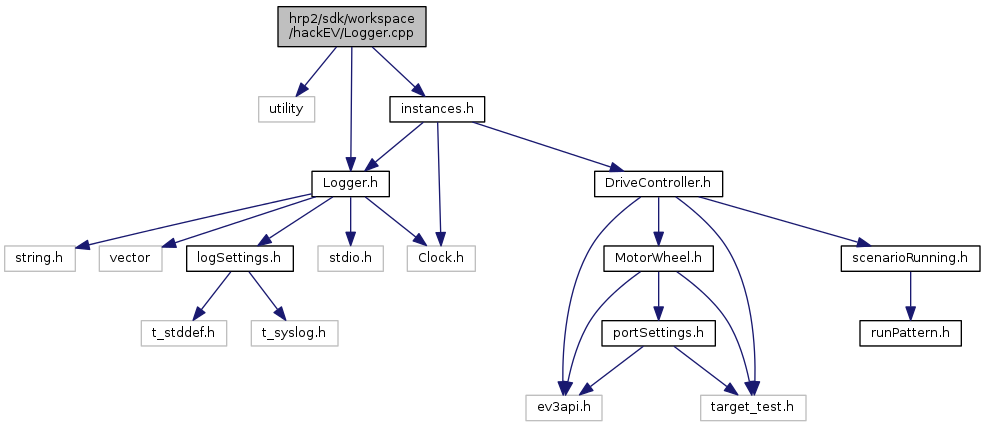 hrp2/sdk/workspace
/hackEV/Logger.cpp
utility
instances.h
Logger.h
DriveController.h
string.h
vector
logSettings.h
stdio.h
Clock.h
MotorWheel.h
scenarioRunning.h
t_stddef.h
t_syslog.h
portSettings.h
runPattern.h
ev3api.h
target_test.h